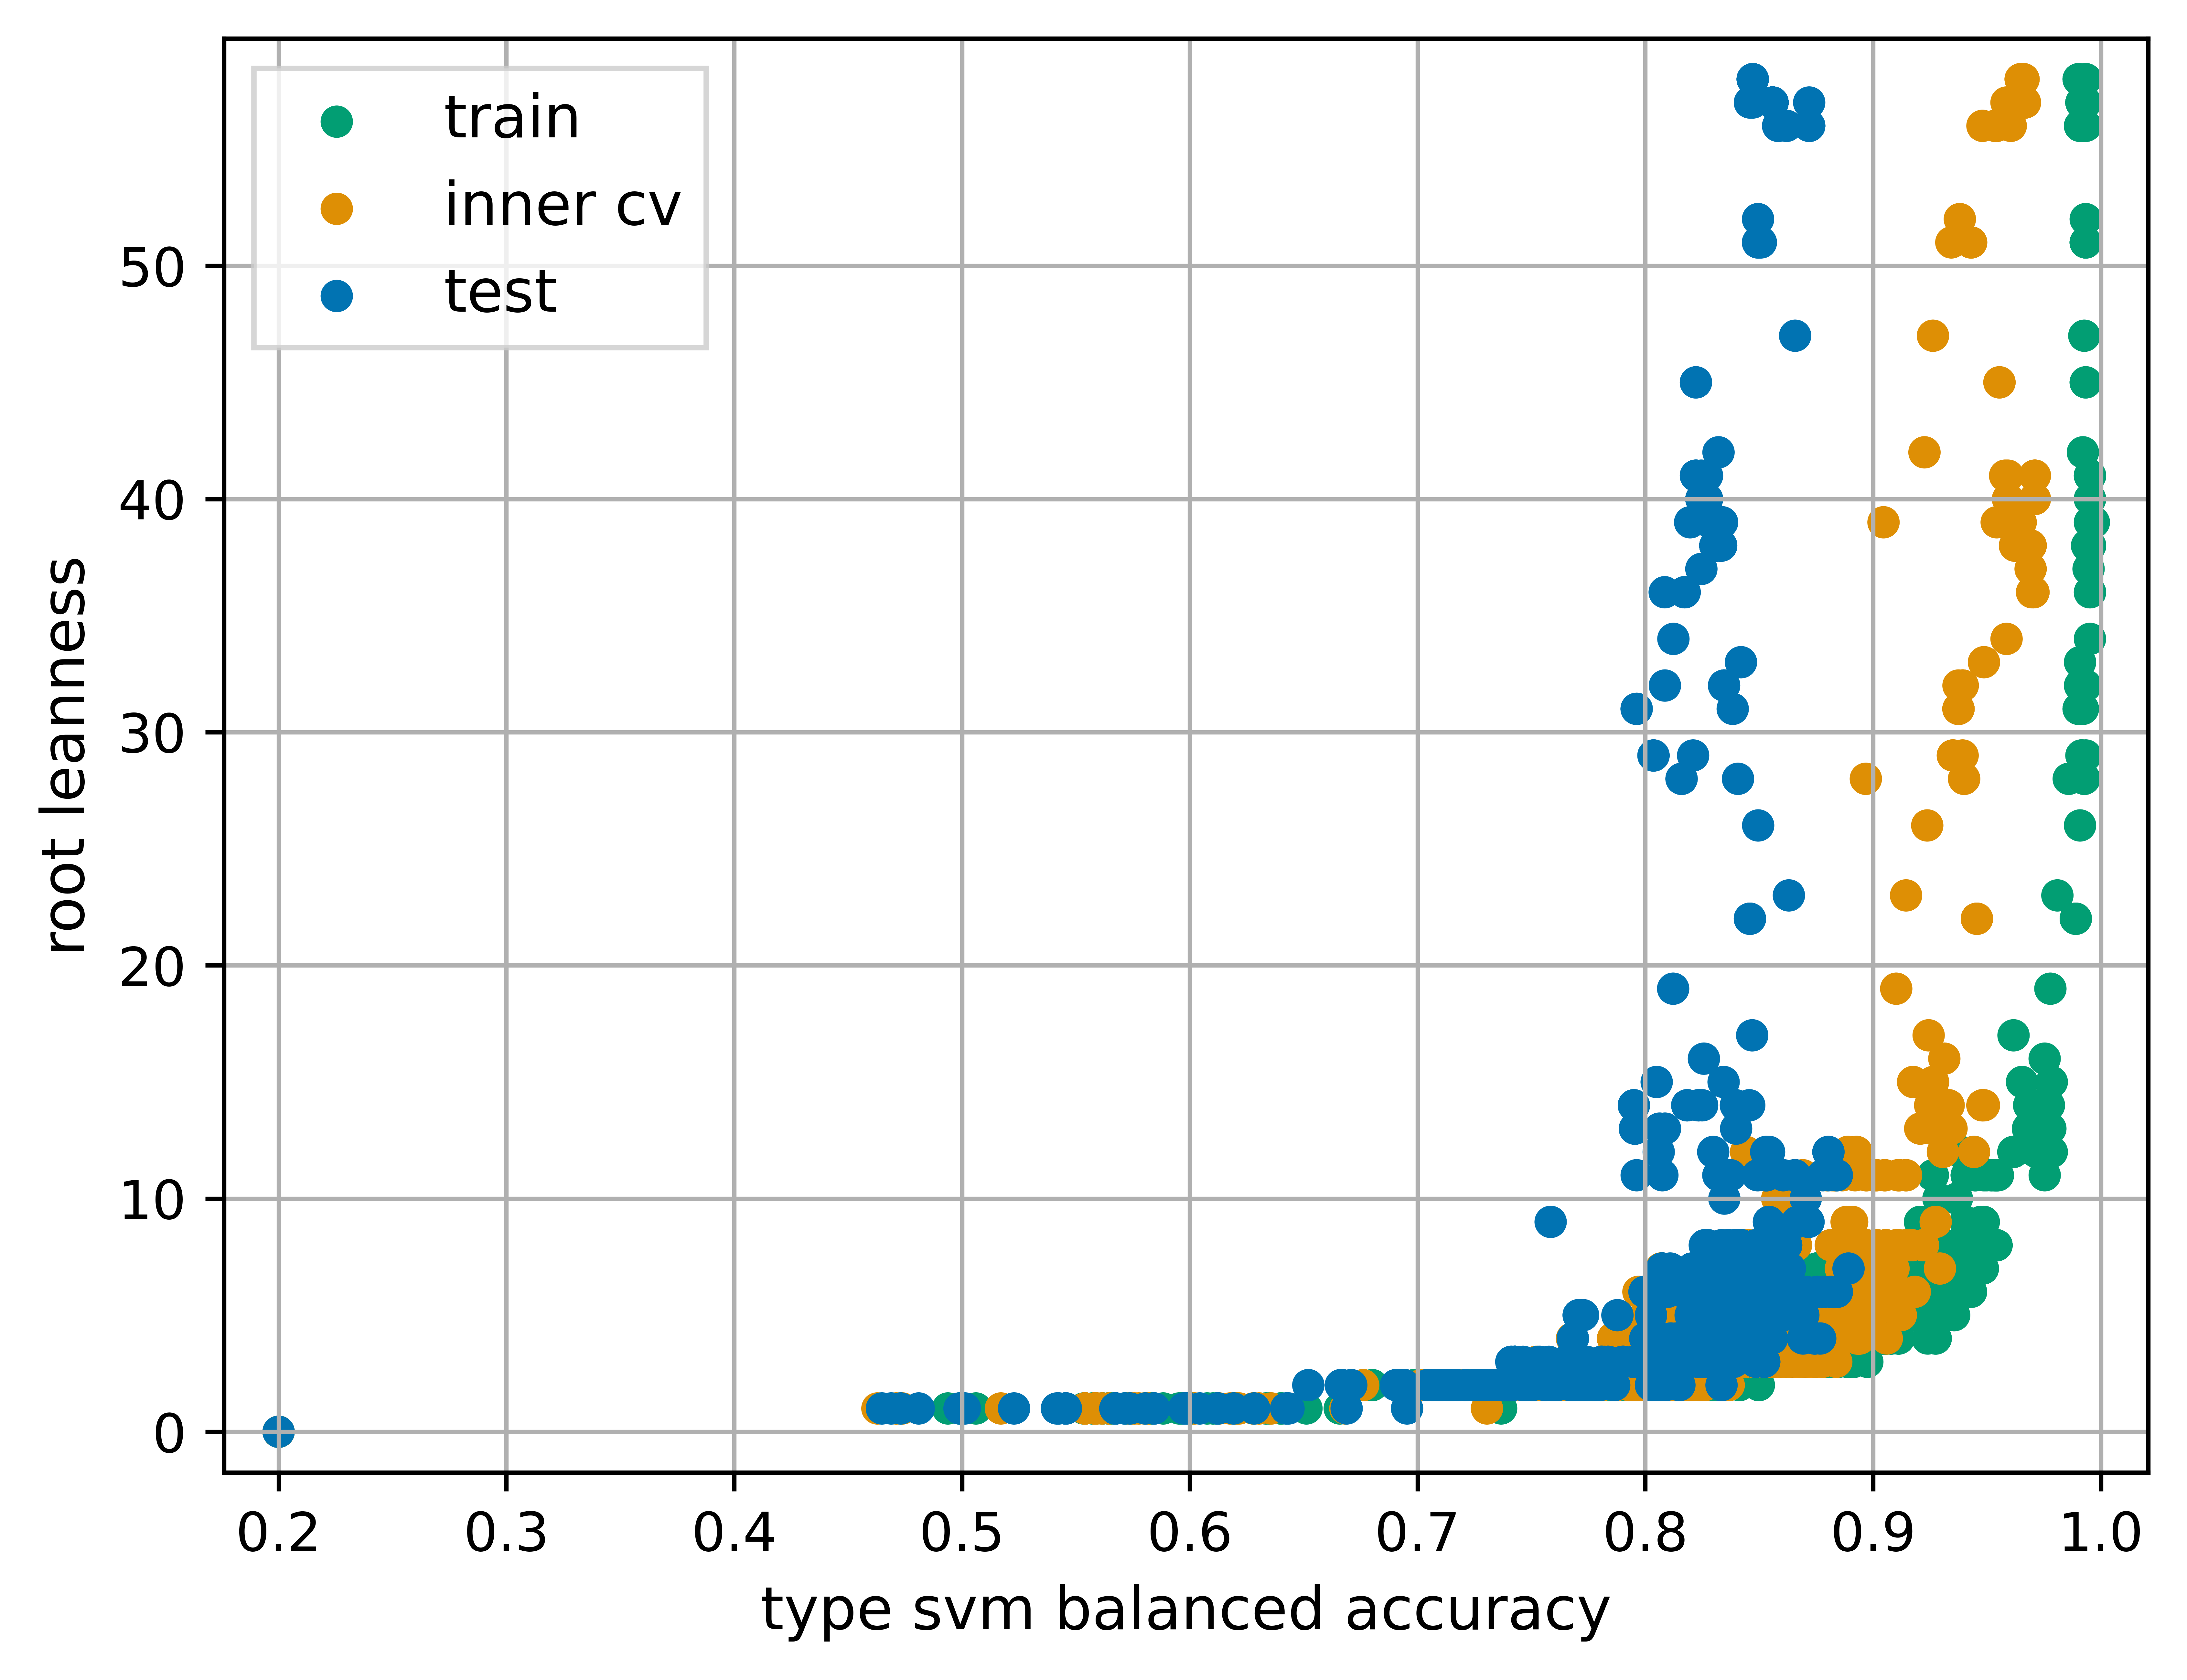 train
inner cv
test
50
40
30
20
10
0
root leanness
0.2 0.3 0.4 0.5 0.6 0.7 0.8 0.9 1.0
type svm balanced accuracy